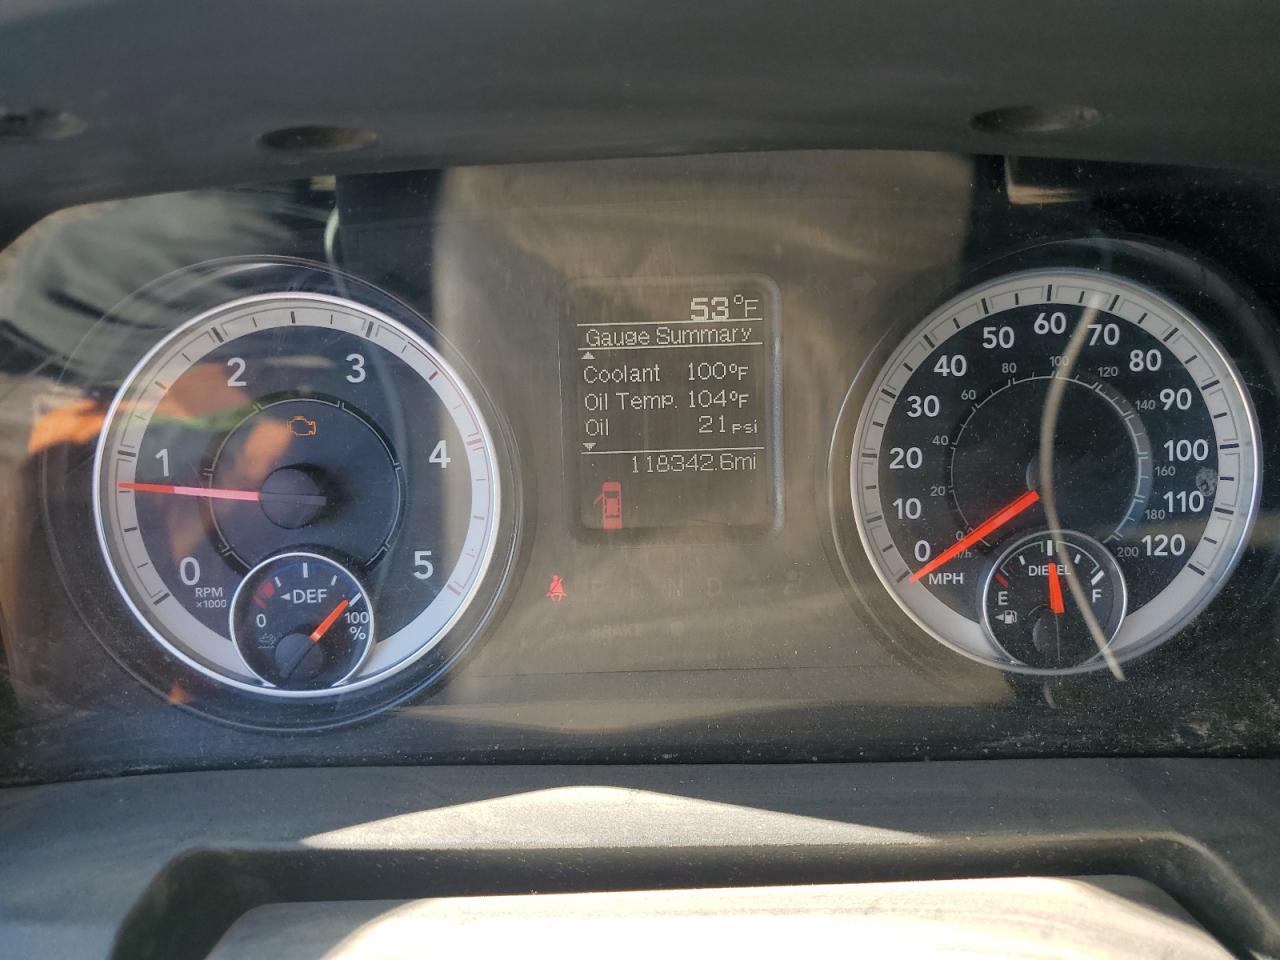 53°F
Gauge Summary
Coolant 100°F
Oil Temp. 104°F
Oil 21 psi
118342.6mi
0 1 2 3 4 5
RPM
x1000
◄DEF
0 100
%
0 10 20 30 40 50 60 70 80 90 100 110 120
MPH
0 20 40 60 80 100 120 140 160 180 200
km/h
DIESEL
E F
N D